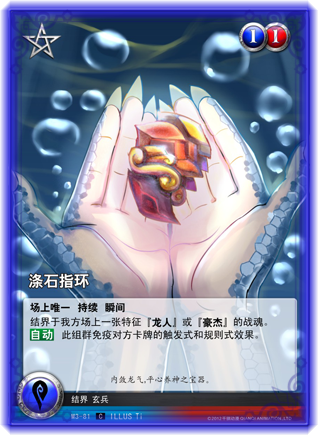 1 1
涤石指环
场上唯一 持续 瞬间
结界于我方场上一张特征『龙人』或『豪杰』的战魂。
自动 此组群免疫对方卡牌的触发式和规则式效果。
内敛龙气,平心养神之宝器。
结界 玄兵
C ILLUS Ti